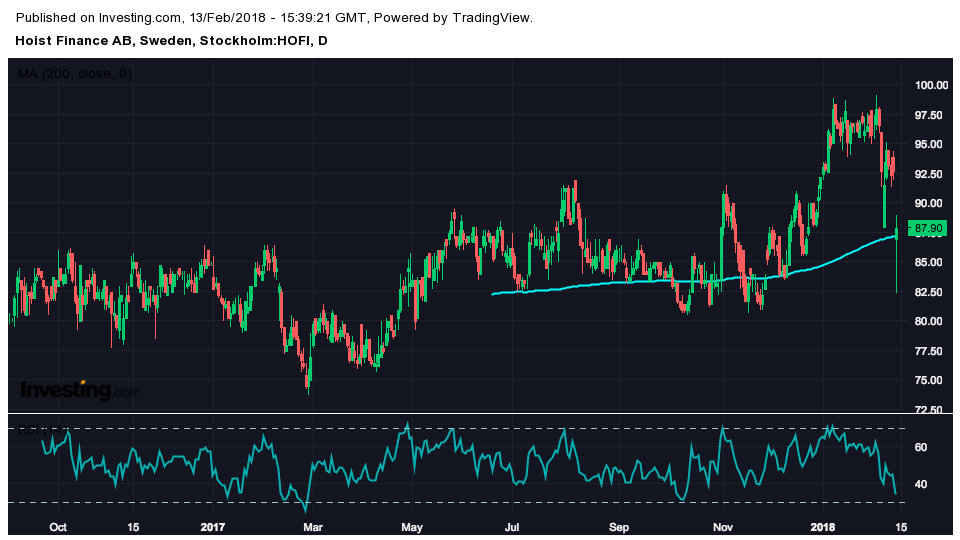 Published on Investing.com, 13/Feb/2018 - 15:39:21 GMT, Powered by TradingView.
Hoist Finance AB, Sweden, Stockholm:HOFI, D
MA (200, close, 0)
100.00
97.50
95.00
92.50
90.00
87.90
85.00
82.50
80.00
77.50
75.00
72.50
Investing.com
60
40
Oct 15 2017 Mar May Jul Sep Nov 2018 15